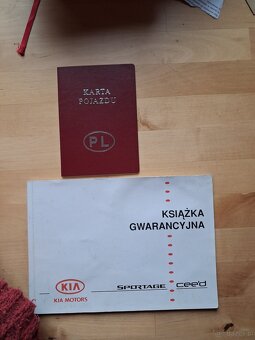 KARTA
POJAZDU
PL
KSIĄŻKA
GWARANCYJNA
KIA
KIA MOTORS
SPORTAGE
cee'd